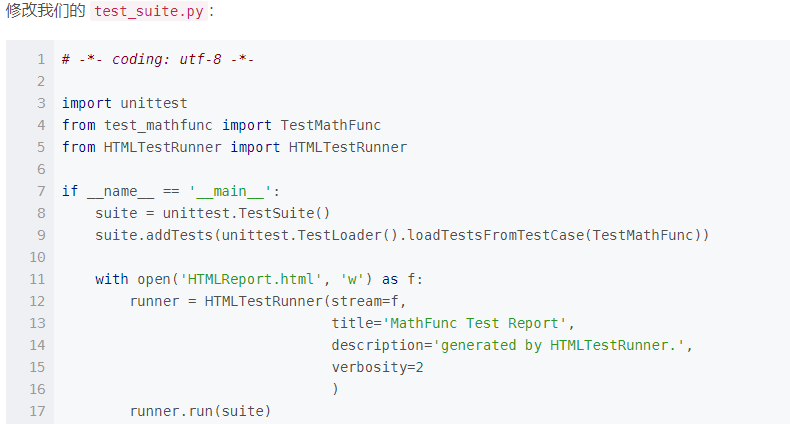 修改我们的 test_suite.py：
1 # -*- coding: utf-8 -*-
2
3 import unittest
4 from test_mathfunc import TestMathFunc
5 from HTMLTestRunner import HTMLTestRunner
6
7 if __name__ == '__main__':
8     suite = unittest.TestSuite()
9     suite.addTests(unittest.TestLoader().loadTestsFromTestCase(TestMathFunc))
10
11     with open('HTMLReport.html', 'w') as f:
12         runner = HTMLTestRunner(stream=f,
13                                 title='MathFunc Test Report',
14                                 description='generated by HTMLTestRunner.',
15                                 verbosity=2
16                                 )
17         runner.run(suite)